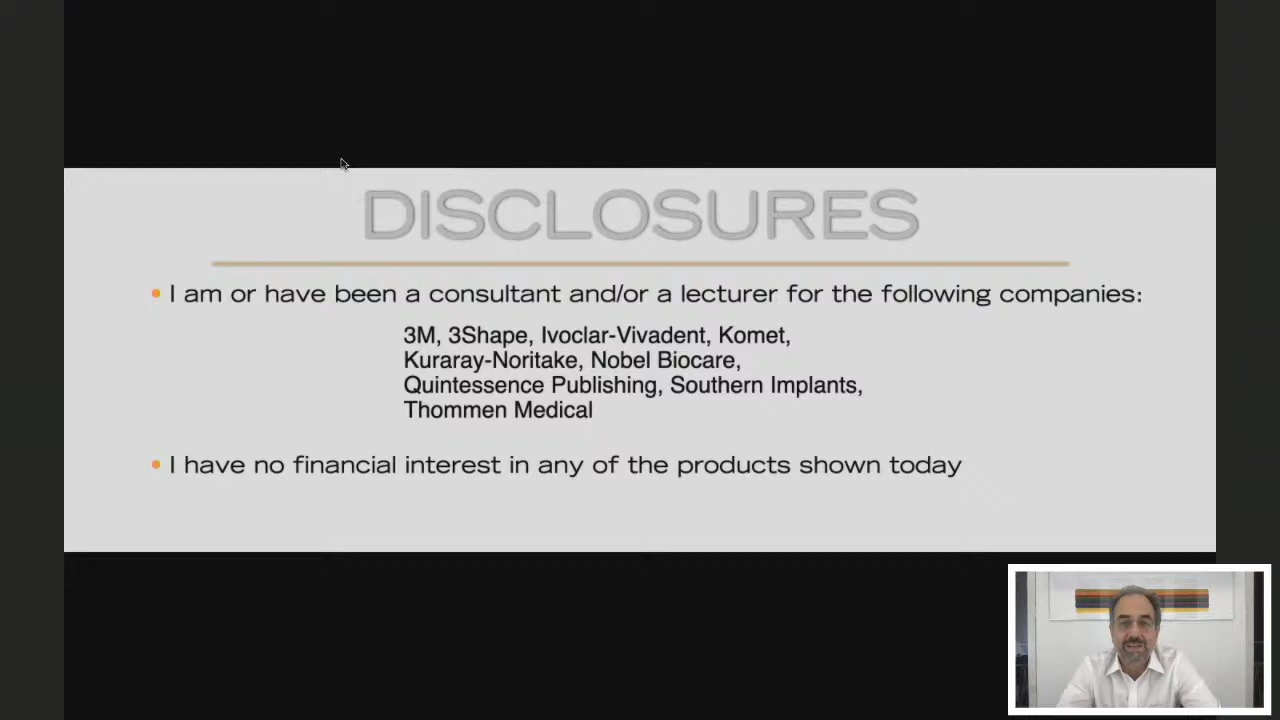 DISCLOSURES
• I am or have been a consultant and/or a lecturer for the following companies:
3M, 3Shape, Ivoclar-Vivadent, Komet,
Kuraray-Noritake, Nobel Biocare,
Quintessence Publishing, Southern Implants,
Thommen Medical
• I have no financial interest in any of the products shown today